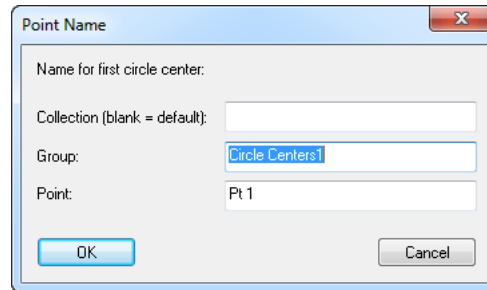 Point Name
Name for first circle center:
Collection (blank = default):
Group: Circle Centers1
Point: Pt 1
OK Cancel